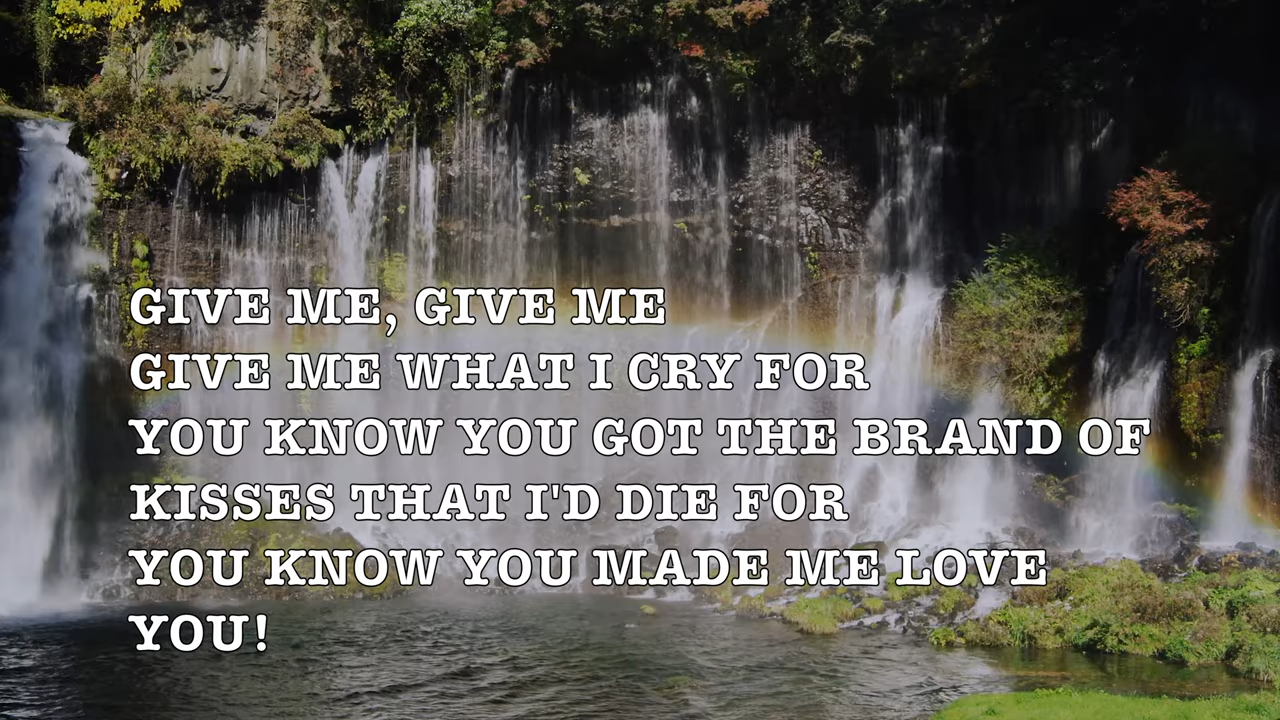 GIVE ME, GIVE ME
GIVE ME WHAT I CRY FOR
YOU KNOW YOU GOT THE BRAND OF
KISSES THAT I'D DIE FOR
YOU KNOW YOU MADE ME LOVE
YOU!